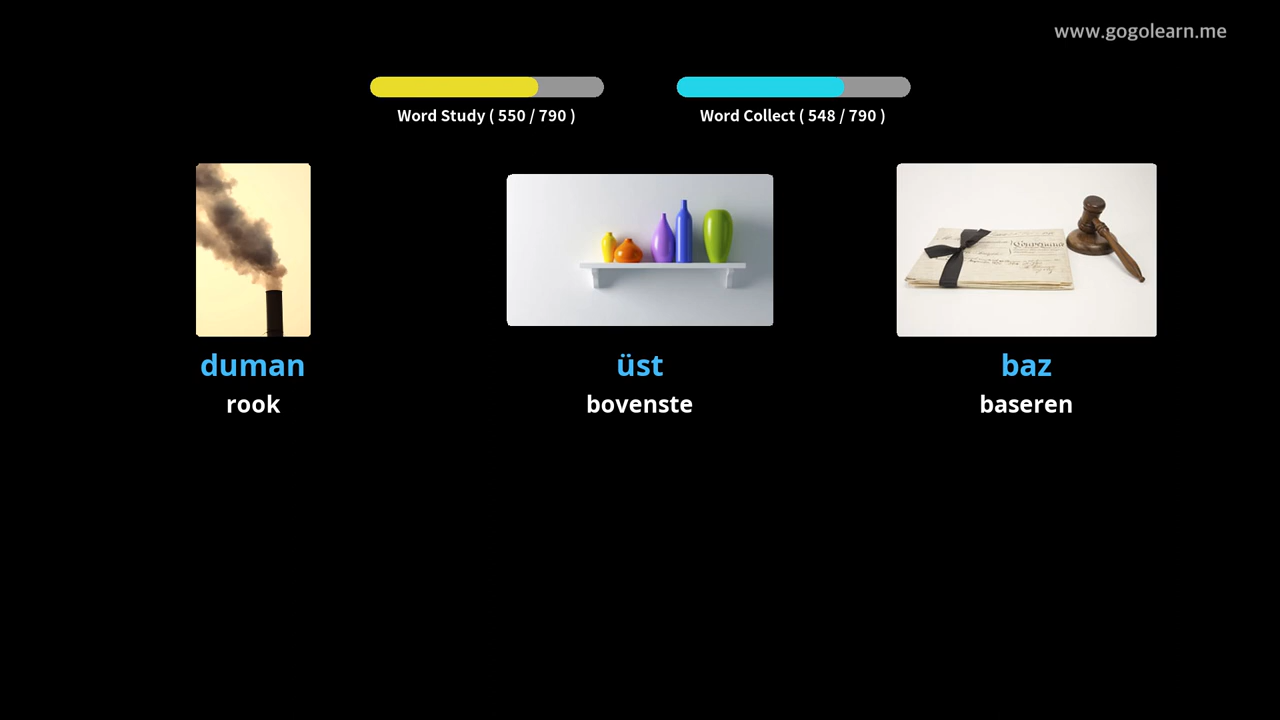 www.gogolearn.me
Word Study ( 550 / 790 )
Word Collect ( 548 / 790 )
duman
üst
baz
rook
bovenste
baseren